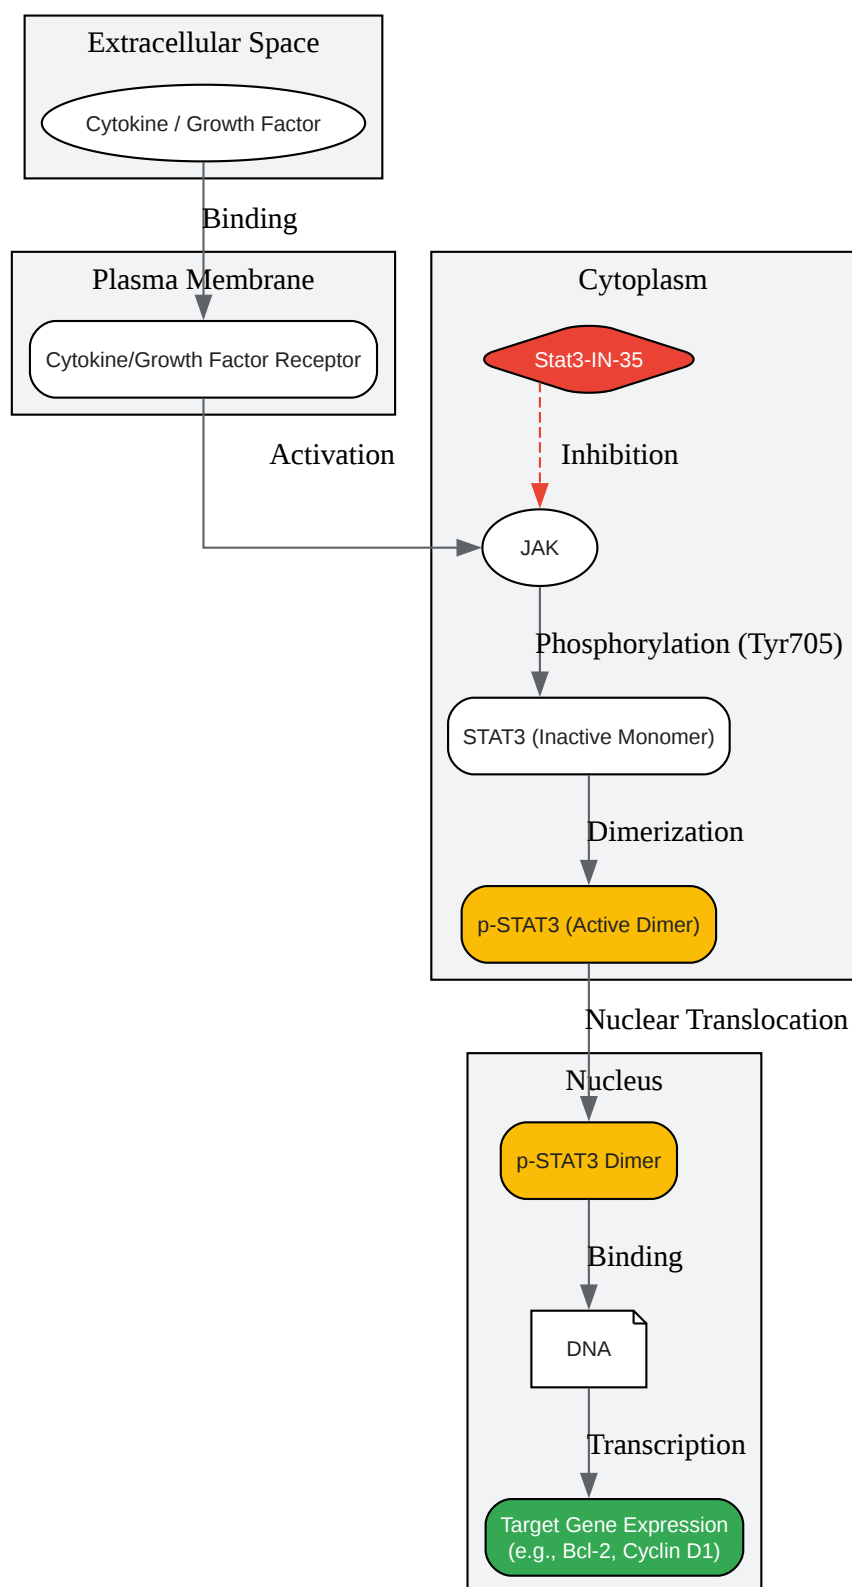 Extracellular Space
Cytokine / Growth Factor
Binding
Plasma Membrane
Cytokine/Growth Factor Receptor
Activation
Cytoplasm
Stat3-IN-35
Inhibition
JAK
Phosphorylation (Tyr705)
STAT3 (Inactive Monomer)
Dimerization
p-STAT3 (Active Dimer)
Nuclear Translocation
Nucleus
p-STAT3 Dimer
Binding
DNA
Transcription
Target Gene Expression
(e.g., Bcl-2, Cyclin D1)